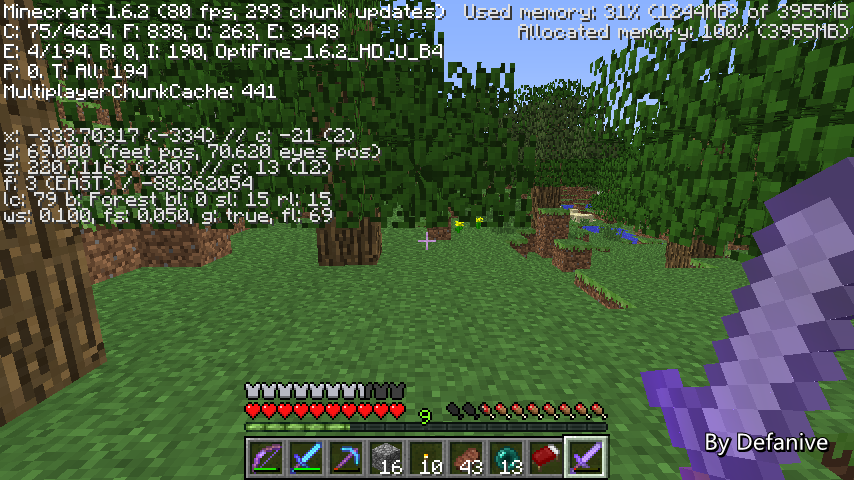 Minecraft 1.6.2 (80 fps, 293 chunk updates)
Used memory: 31% (1244MB) of 3955MB
C: 75/4624, F: 838, O: 263, E: 3448
Allocated memory: 100% (3955MB)
E: 4/194, B: 0, I: 190, OptiFine_1.6.2_HD_U_B4
P: 0, T: All: 194
MultiplayerChunkCache: 441
x: -333.70317 (-334) // c: -21 (2)
y: 69.000 (feet pos, 70.620 eyes pos)
z: 220.71163 (220) // c: 13 (12)
f: 3 (EAST) / -88.262054
lc: 79 b: Forest bl: 0 sl: 15 rl: 15
ws: 0.100, fs: 0.050, g: true, fl: 69
9
16 10 43 13
By Defanive